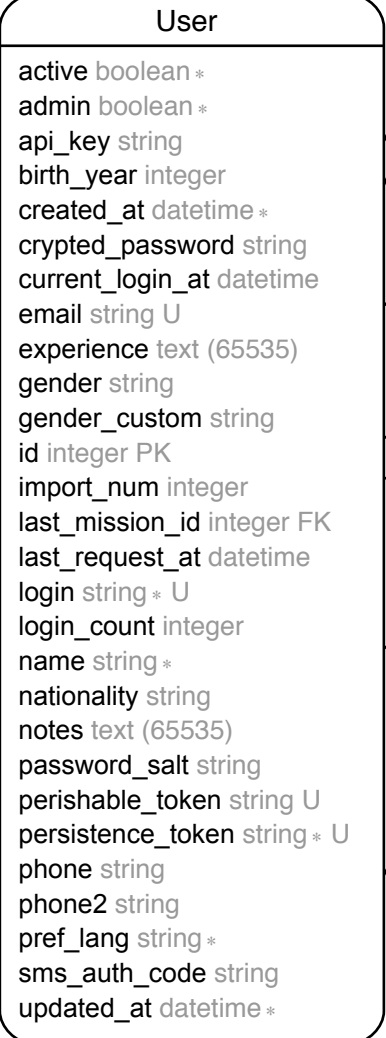 User
active boolean ∗
admin boolean ∗
api_key string
birth_year integer
created_at datetime ∗
crypted_password string
current_login_at datetime
email string U
experience text (65535)
gender string
gender_custom string
id integer PK
import_num integer
last_mission_id integer FK
last_request_at datetime
login string ∗ U
login_count integer
name string ∗
nationality string
notes text (65535)
password_salt string
perishable_token string U
persistence_token string ∗ U
phone string
phone2 string
pref_lang string ∗
sms_auth_code string
updated_at datetime ∗